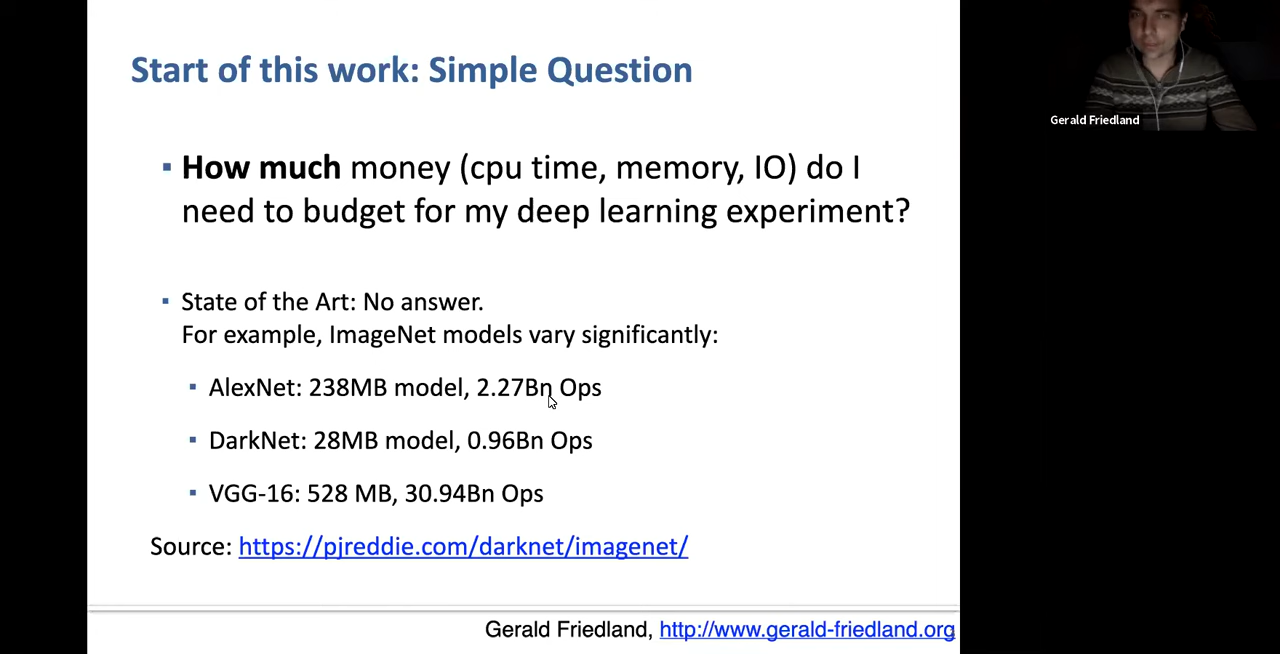 Start of this work: Simple Question
Gerald Friedland
▪ How much money (cpu time, memory, IO) do I
need to budget for my deep learning experiment?
▪ State of the Art: No answer.
For example, ImageNet models vary significantly:
▪ AlexNet: 238MB model, 2.27Bn Ops
▪ DarkNet: 28MB model, 0.96Bn Ops
▪ VGG-16: 528 MB, 30.94Bn Ops
Source: https://pjreddie.com/darknet/imagenet/
Gerald Friedland, http://www.gerald-friedland.org